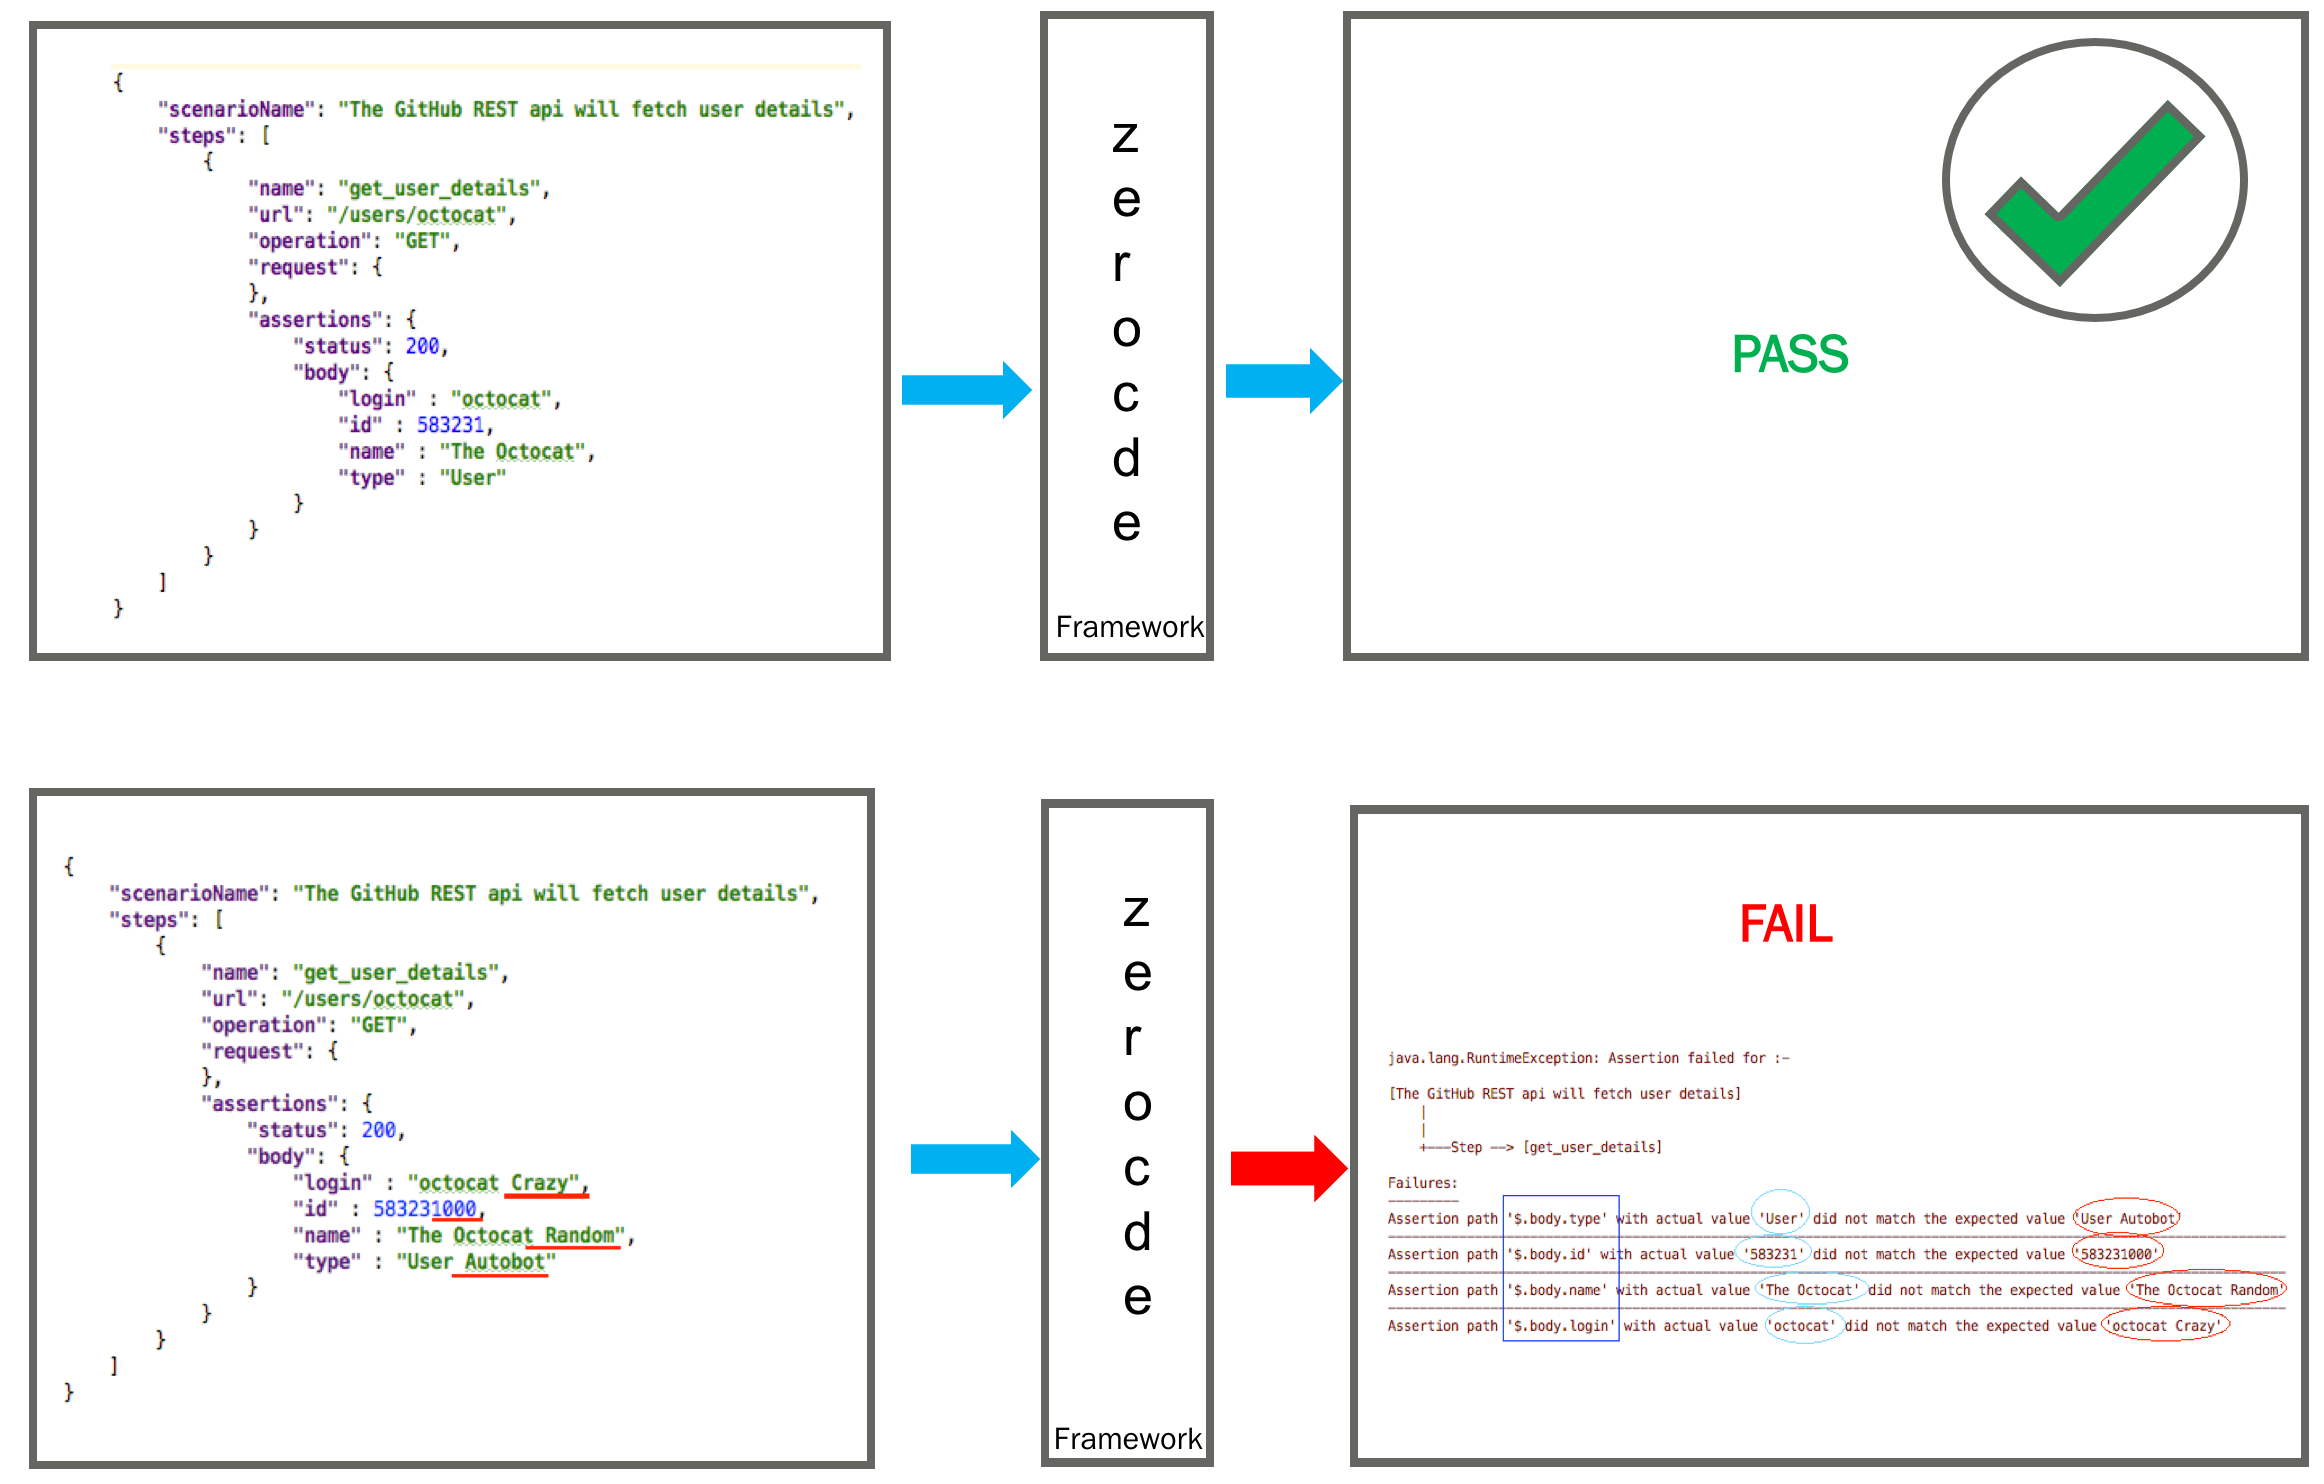 {
"scenarioName": "The GitHub REST api will fetch user details",
"steps": [
{
"name": "get_user_details",
"url": "/users/octocat",
"operation": "GET",
"request": {
},
"assertions": {
"status": 200,
"body": {
"login" : "octocat",
"id" : 583231,
"name" : "The Octocat",
"type" : "User"
}
}
}
]
}
z
e
r
o
c
d
e
Framework
PASS
{
"scenarioName": "The GitHub REST api will fetch user details",
"steps": [
{
"name": "get_user_details",
"url": "/users/octocat",
"operation": "GET",
"request": {
},
"assertions": {
"status": 200,
"body": {
"login" : "octocat Crazy",
"id" : 583231000,
"name" : "The Octocat Random",
"type" : "User Autobot"
}
}
}
]
}
z
e
r
o
c
d
e
Framework
FAIL
java.lang.RuntimeException: Assertion failed for :-
[The GitHub REST api will fetch user details]
|
|
+---Step --> [get_user_details]
Failures:
---------
Assertion path '$.body.type' with actual value 'User' did not match the expected value 'User Autobot'
Assertion path '$.body.id' with actual value '583231' did not match the expected value '583231000'
Assertion path '$.body.name' with actual value 'The Octocat' did not match the expected value 'The Octocat Random'
Assertion path '$.body.login' with actual value 'octocat' did not match the expected value 'octocat Crazy'